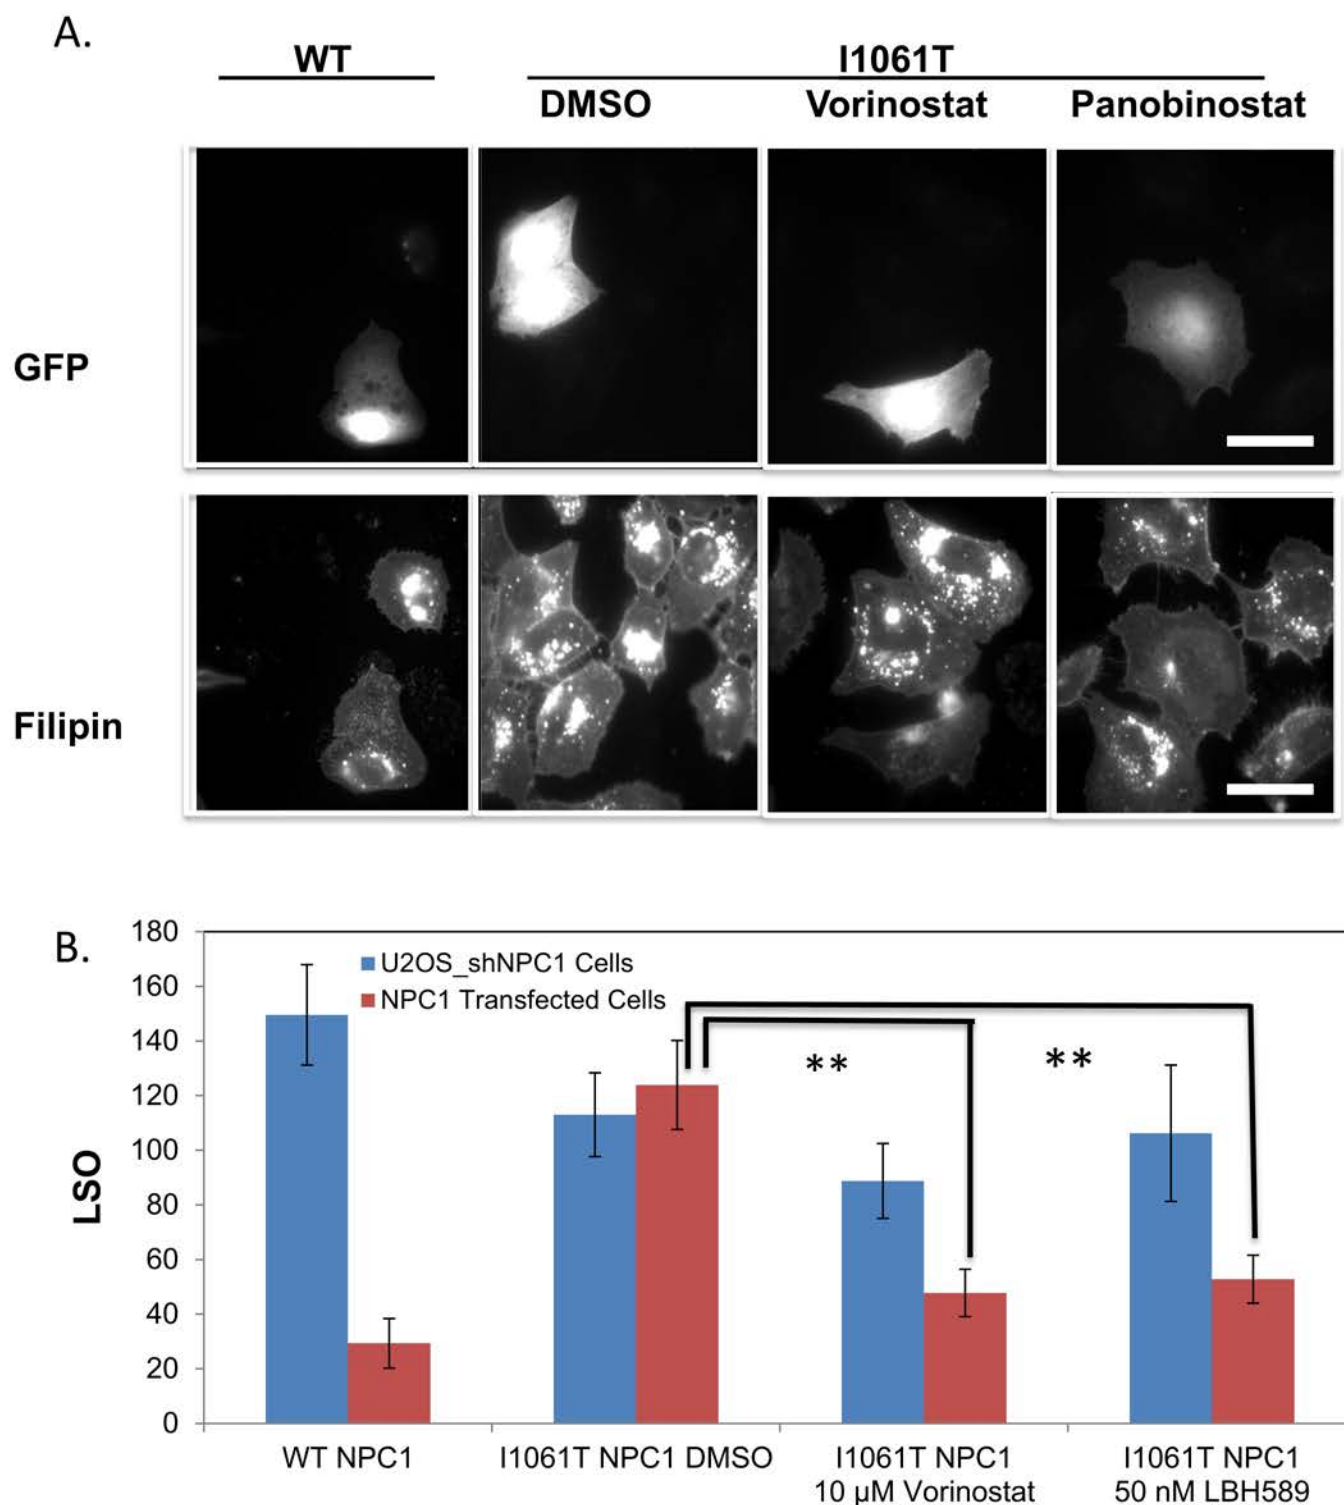 A.
WT
I1061T
DMSO Vorinostat Panobinostat
GFP
Filipin
B.
180
160
140
120
100
80
60
40
20
0
LSO
U2OS_shNPC1 Cells
NPC1 Transfected Cells
**
**
WT NPC1
I1061T NPC1 DMSO
I1061T NPC1
10 µM Vorinostat
I1061T NPC1
50 nM LBH589